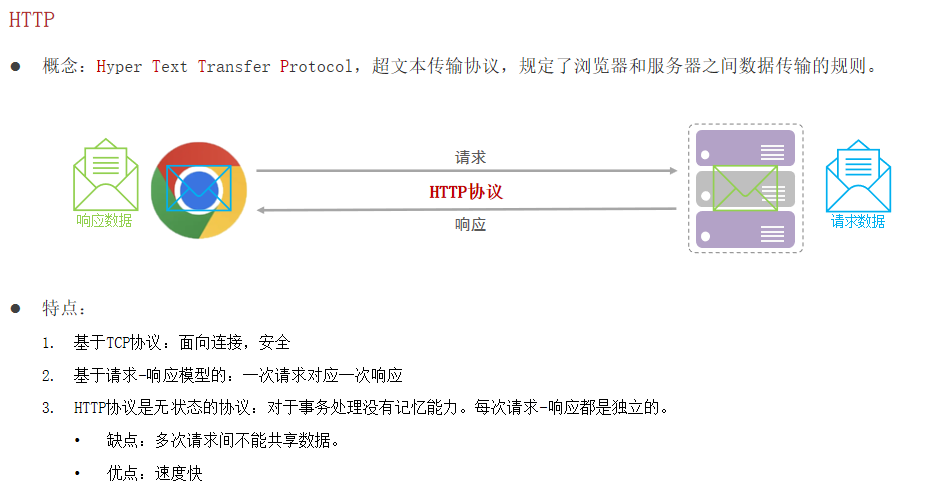 HTTP
● 概念：Hyper Text Transfer Protocol，超文本传输协议，规定了浏览器和服务器之间数据传输的规则。
请求
HTTP协议
响应
响应数据
请求数据
● 特点：
1. 基于TCP协议：面向连接，安全
2. 基于请求-响应模型的：一次请求对应一次响应
3. HTTP协议是无状态的协议：对于事务处理没有记忆能力。每次请求-响应都是独立的。
• 缺点：多次请求间不能共享数据。
• 优点：速度快